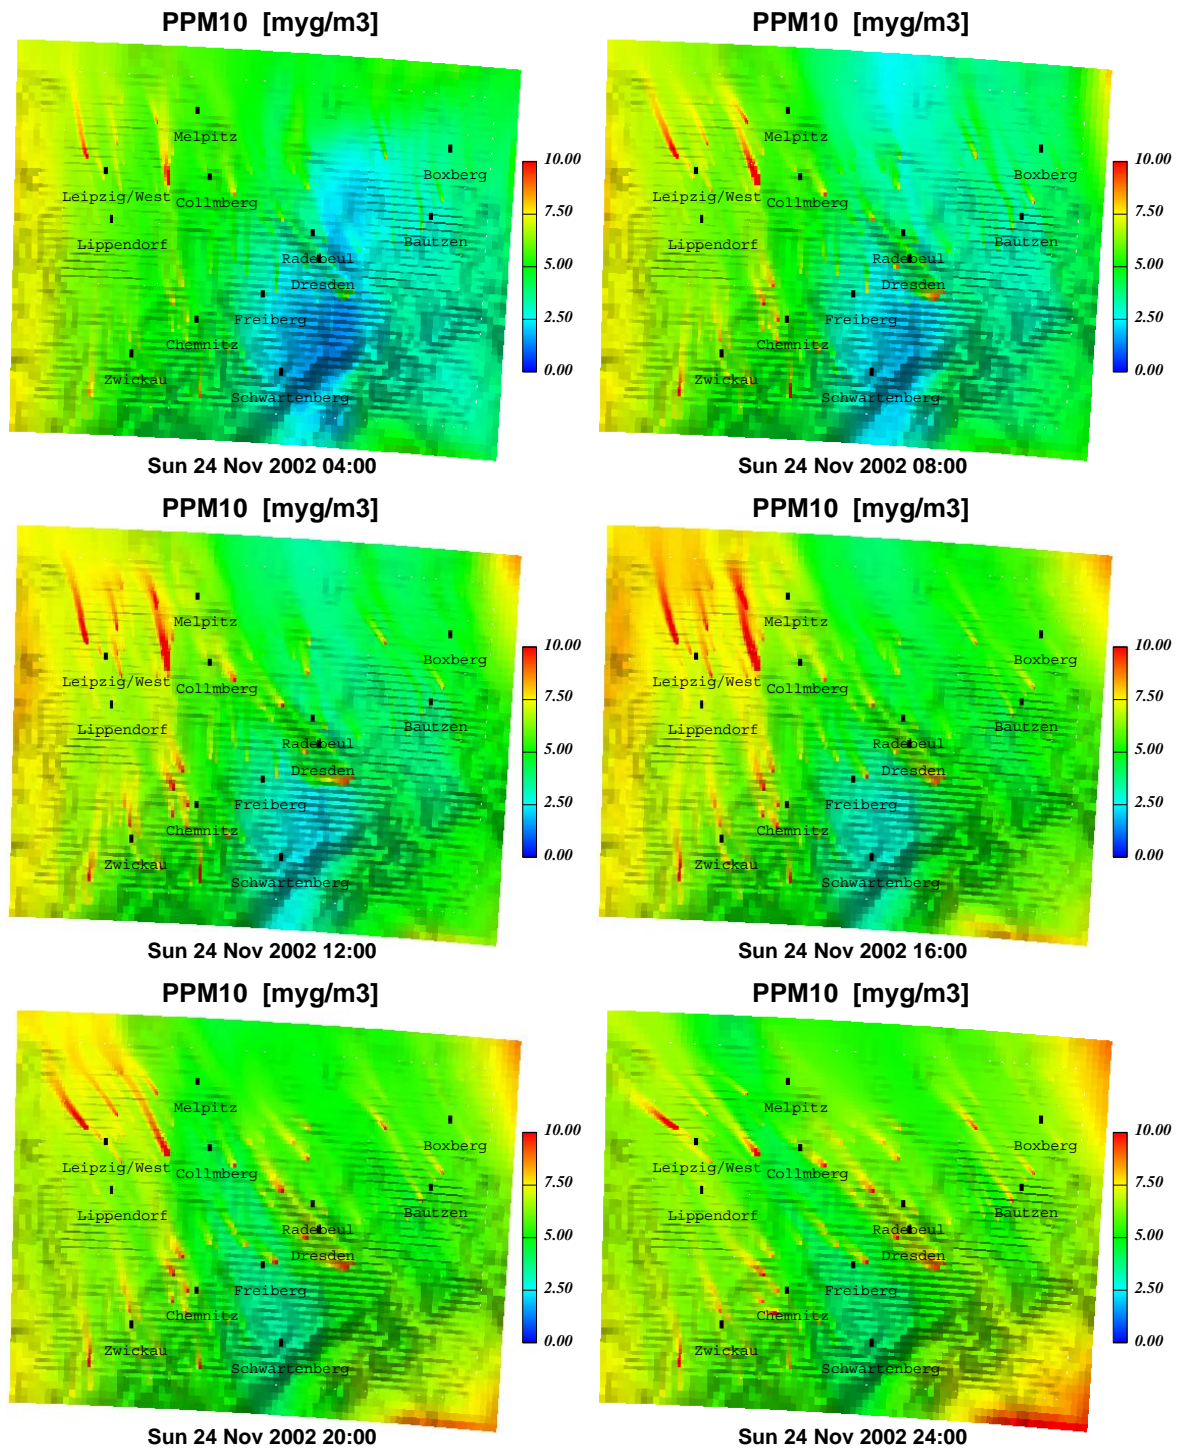 PPM10 [myg/m3]
Melpitz
Boxberg
Leipzig/West
Collmberg
Bautzen
Lippendorf
Radebeul
Dresden
Freiberg
Chemnitz
Zwickau
Schwartenberg
10.00
7.50
5.00
2.50
0.00
Sun 24 Nov 2002 04:00
PPM10 [myg/m3]
Melpitz
Boxberg
Leipzig/West
Collmberg
Bautzen
Lippendorf
Radebeul
Dresden
Freiberg
Chemnitz
Zwickau
Schwartenberg
10.00
7.50
5.00
2.50
0.00
Sun 24 Nov 2002 08:00
PPM10 [myg/m3]
Melpitz
Boxberg
Leipzig/West
Collmberg
Bautzen
Lippendorf
Radebeul
Dresden
Freiberg
Chemnitz
Zwickau
Schwartenberg
10.00
7.50
5.00
2.50
0.00
Sun 24 Nov 2002 12:00
PPM10 [myg/m3]
Melpitz
Boxberg
Leipzig/West
Collmberg
Bautzen
Lippendorf
Radebeul
Dresden
Freiberg
Chemnitz
Zwickau
Schwartenberg
10.00
7.50
5.00
2.50
0.00
Sun 24 Nov 2002 16:00
PPM10 [myg/m3]
Melpitz
Boxberg
Leipzig/West
Collmberg
Bautzen
Lippendorf
Radebeul
Dresden
Freiberg
Chemnitz
Zwickau
Schwartenberg
10.00
7.50
5.00
2.50
0.00
Sun 24 Nov 2002 20:00
PPM10 [myg/m3]
Melpitz
Boxberg
Leipzig/West
Collmberg
Bautzen
Lippendorf
Radebeul
Dresden
Freiberg
Chemnitz
Zwickau
Schwartenberg
10.00
7.50
5.00
2.50
0.00
Sun 24 Nov 2002 24:00